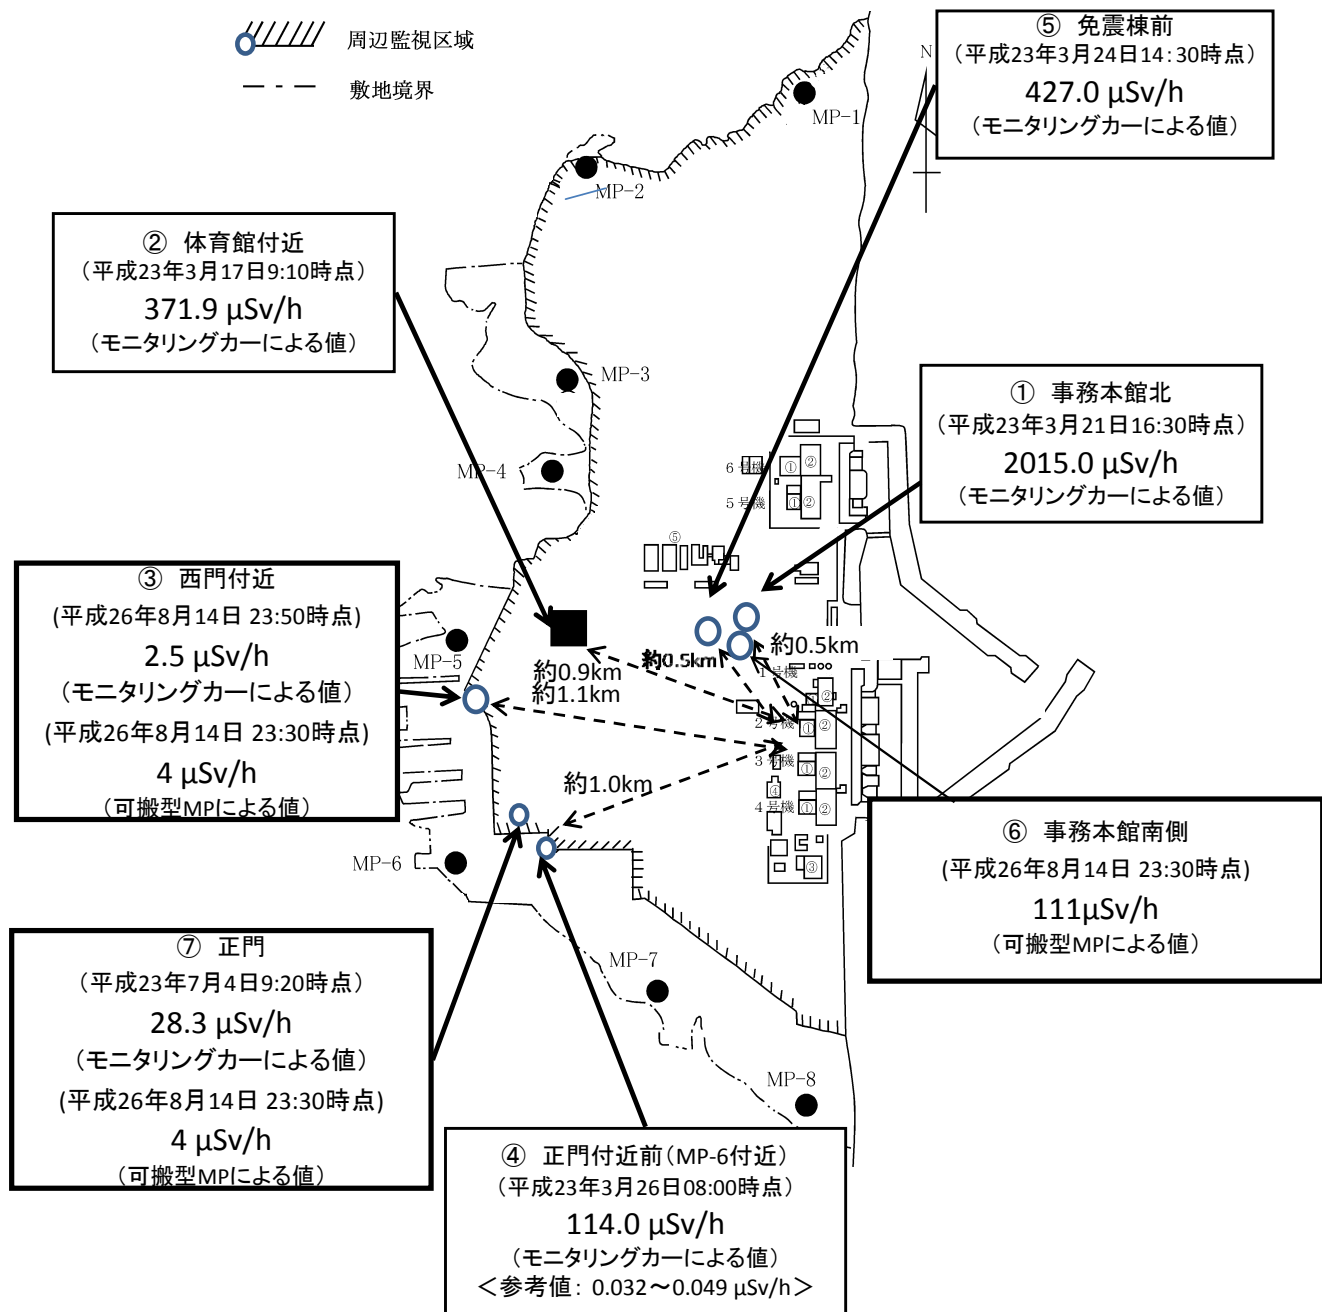 周辺監視区域
敷地境界
⑤ 免震棟前
(平成23年3月24日14:30時点)
427.0 μSv/h
(モニタリングカーによる値)
N
MP-1
MP-2
② 体育館付近
(平成23年3月17日9:10時点)
371.9 μSv/h
(モニタリングカーによる値)
MP-3
① 事務本館北
(平成23年3月21日16:30時点)
2015.0 μSv/h
(モニタリングカーによる値)
MP-4
6号機
① ②
5号機
① ②
⑤
③ 西門付近
(平成26年8月14日 23:50時点)
2.5 μSv/h
(モニタリングカーによる値)
(平成26年8月14日 23:30時点)
4 μSv/h
(可搬型MPによる値)
MP-5
約0.9km
約1.1km
約0.5km
約0.5km
1号機
②
2号機
① ②
3号機
① ②
約1.0km
④
4号機
① ②
③
MP-6
⑥ 事務本館南側
(平成26年8月14日 23:30時点)
111μSv/h
(可搬型MPによる値)
⑦ 正門
(平成23年7月4日9:20時点)
28.3 μSv/h
(モニタリングカーによる値)
(平成26年8月14日 23:30時点)
4 μSv/h
(可搬型MPによる値)
MP-7
MP-8
④ 正門付近前(MP-6付近)
(平成23年3月26日08:00時点)
114.0 μSv/h
(モニタリングカーによる値)
<参考値: 0.032～0.049 μSv/h>